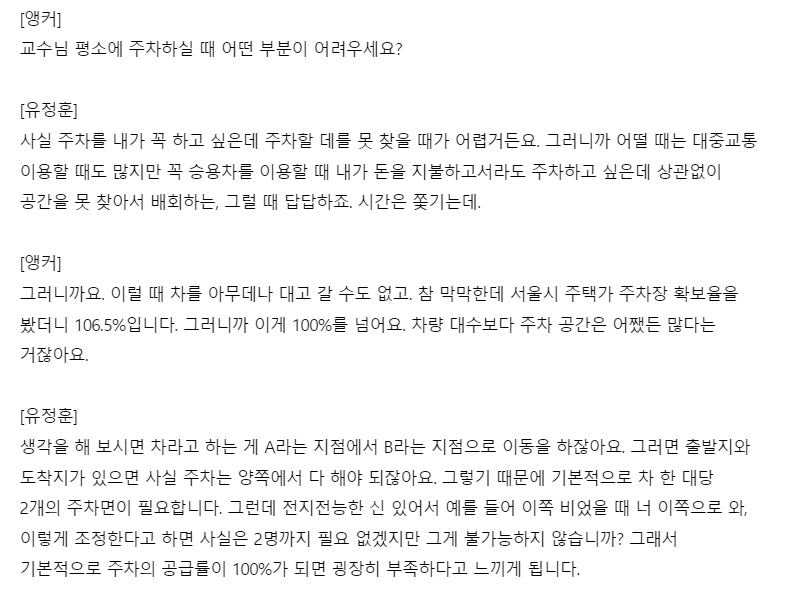 [앵커]
교수님 평소에 주차하실 때 어떤 부분이 어려우세요?
[유정훈]
사실 주차를 내가 꼭 하고 싶은데 주차할 데를 못 찾을 때가 어렵거든요. 그러니까 어떨 때는 대중교통
이용할 때도 많지만 꼭 승용차를 이용할 때 내가 돈을 지불하고서라도 주차하고 싶은데 상관없이
공간을 못 찾아서 배회하는, 그럴 때 답답하죠. 시간은 쫓기는데.
[앵커]
그러니까요. 이럴 때 차를 아무데나 대고 갈 수도 없고. 참 막막한데 서울시 주택가 주차장 확보율을
봤더니 106.5%입니다. 그러니까 이게 100%를 넘어요. 차량 대수보다 주차 공간은 어쨌든 많다는
거잖아요.
[유정훈]
생각을 해 보시면 차라고 하는 게 A라는 지점에서 B라는 지점으로 이동을 하잖아요. 그러면 출발지와
도착지가 있으면 사실 주차는 양쪽에서 다 해야 되잖아요. 그렇기 때문에 기본적으로 차 한 대당
2개의 주차면이 필요합니다. 그런데 전지전능한 신 있어서 예를 들어 이쪽 비었을 때 너 이쪽으로 와,
이렇게 조정한다고 하면 사실은 2명까지 필요 없겠지만 그게 불가능하지 않습니까? 그래서
기본적으로 주차의 공급률이 100%가 되면 굉장히 부족하다고 느끼게 됩니다.